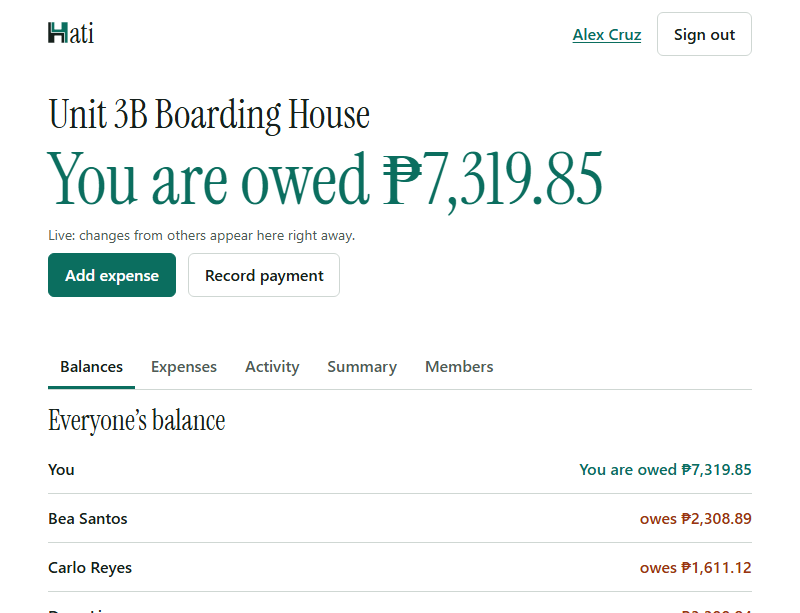 Hati
Alex Cruz
Sign out
Unit 3B Boarding House
You are owed ₱7,319.85
Live: changes from others appear here right away.
Add expense
Record payment
Balances
Expenses
Activity
Summary
Members
Everyone’s balance
You
You are owed ₱7,319.85
Bea Santos
owes ₱2,308.89
Carlo Reyes
owes ₱1,611.12